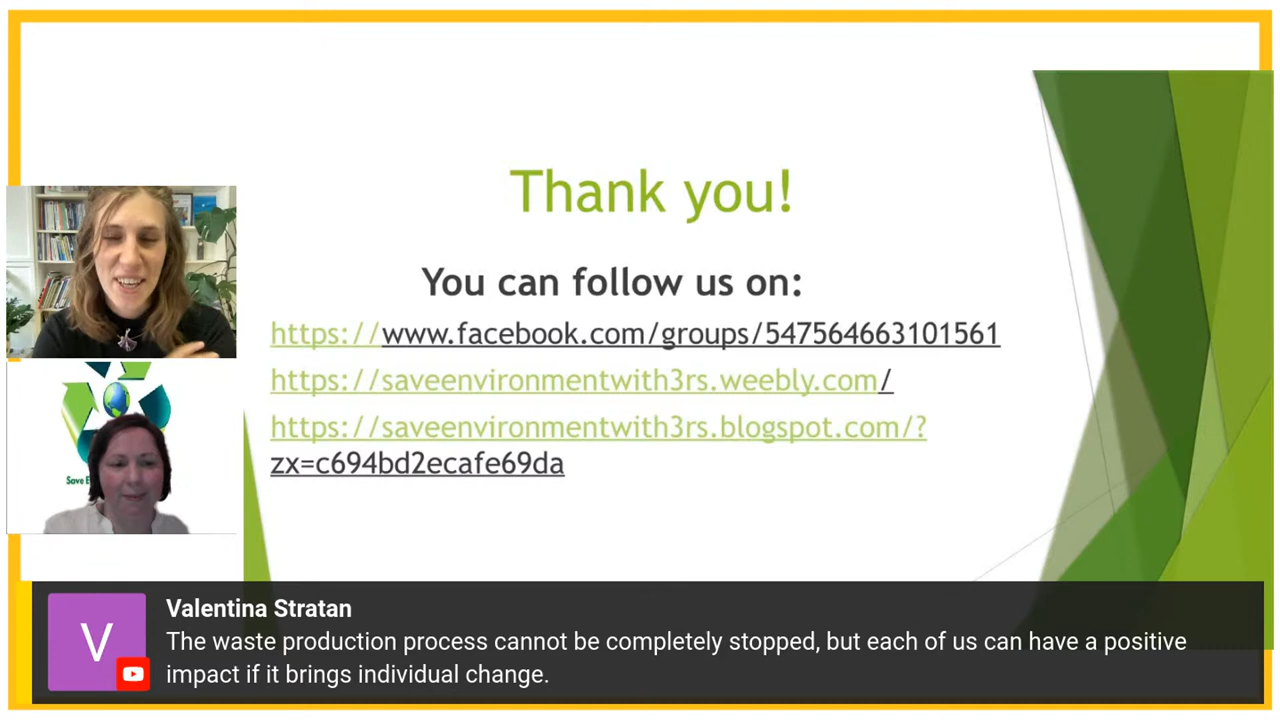 Thank you!
You can follow us on:
https://www.facebook.com/groups/547564663101561
https://saveenvironmentwith3rs.weebly.com/
https://saveenvironmentwith3rs.blogspot.com/?
zx=c694bd2ecafe69da
Save E
V
Valentina Stratan
The waste production process cannot be completely stopped, but each of us can have a positive
impact if it brings individual change.